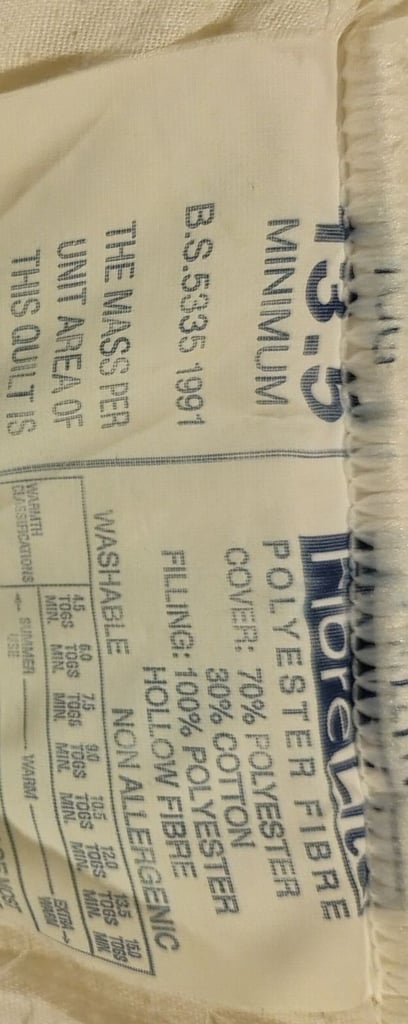 13.5
MINIMUM
B.S.5335 1991
THE MASS PER
UNIT AREA OF
THIS QUILT IS
POLYESTER FIBRE
COVER: 70% POLYESTER
30% COTTON
FILLING: 100% POLYESTER
HOLLOW FIBRE
WASHABLE NON ALLERGENIC
WARMTH
CLASSIFICATIONS
4.5 TOGS MIN.
6.0 TOGS MIN.
7.5 TOGS MIN.
9.0 TOGS MIN.
10.5 TOGS MIN.
12.0 TOGS MIN.
13.5 TOGS MIN.
15.0 TOGS MIN.
SUMMER USE
WARM
EXTRA WARM